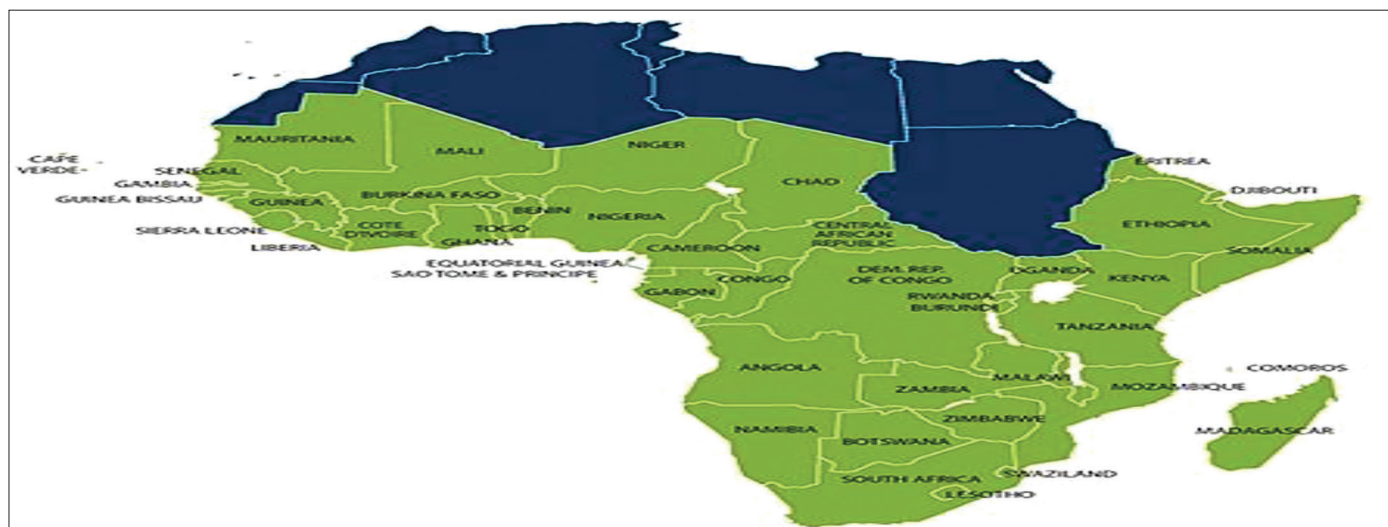 MAURITANIA
MALI
NIGER
CHAD
ERITREA
CAPE
VERDE
SENEGAL
GAMBIA
GUINEA BISSAU
GUINEA
BURKINA FASO
BENIN
NIGERIA
DJIBOUTI
ETHIOPIA
SIERRA LEONE
LIBERIA
COTE
D'IVOIRE
TOGO
GHANA
CENTRAL
AFRICAN
REPUBLIC
CAMEROON
SOMALIA
EQUATORIAL GUINEA
SAO TOME & PRINCIPE
GABON
CONGO
DEM. REP.
OF CONGO
UGANDA
KENYA
RWANDA
BURUNDI
TANZANIA
ANGOLA
ZAMBIA
MALAWI
MOZAMBIQUE
COMOROS
NAMIBIA
BOTSWANA
ZIMBABWE
MADAGASCAR
SOUTH AFRICA
SWAZILAND
LESOTHO